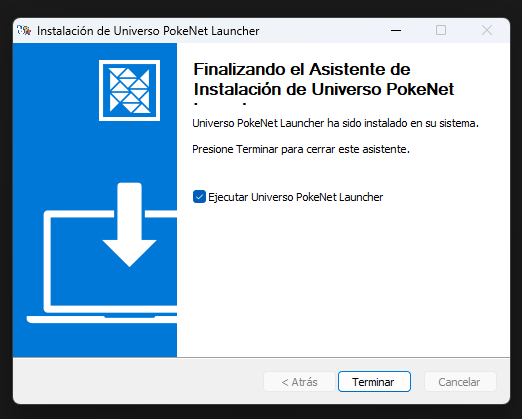 Instalación de Universo PokeNet Launcher
Finalizando el Asistente de
Instalación de Universo PokeNet
Universo PokeNet Launcher ha sido instalado en su sistema.
Presione Terminar para cerrar este asistente.
Ejecutar Universo PokeNet Launcher
< Atrás
Terminar
Cancelar